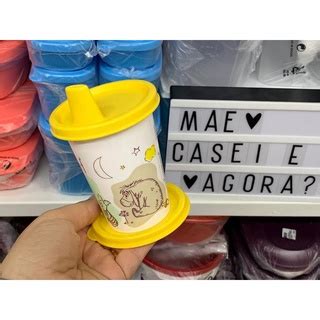 MAE ♥
CASEI E
♥ AGORA?